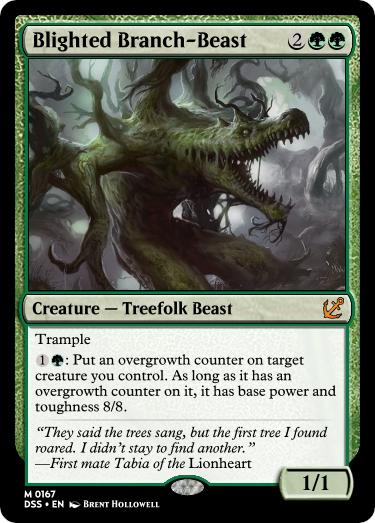 Blighted Branch-Beast 2
Creature — Treefolk Beast
Trample
1: Put an overgrowth counter on target
creature you control. As long as it has an
overgrowth counter on it, it has base power and
toughness 8/8.
“They said the trees sang, but the first tree I found
roared. I didn’t stay to find another.”
—First mate Tabia of the Lionheart
1/1
M 0167
DSS • EN Brent Hollowell